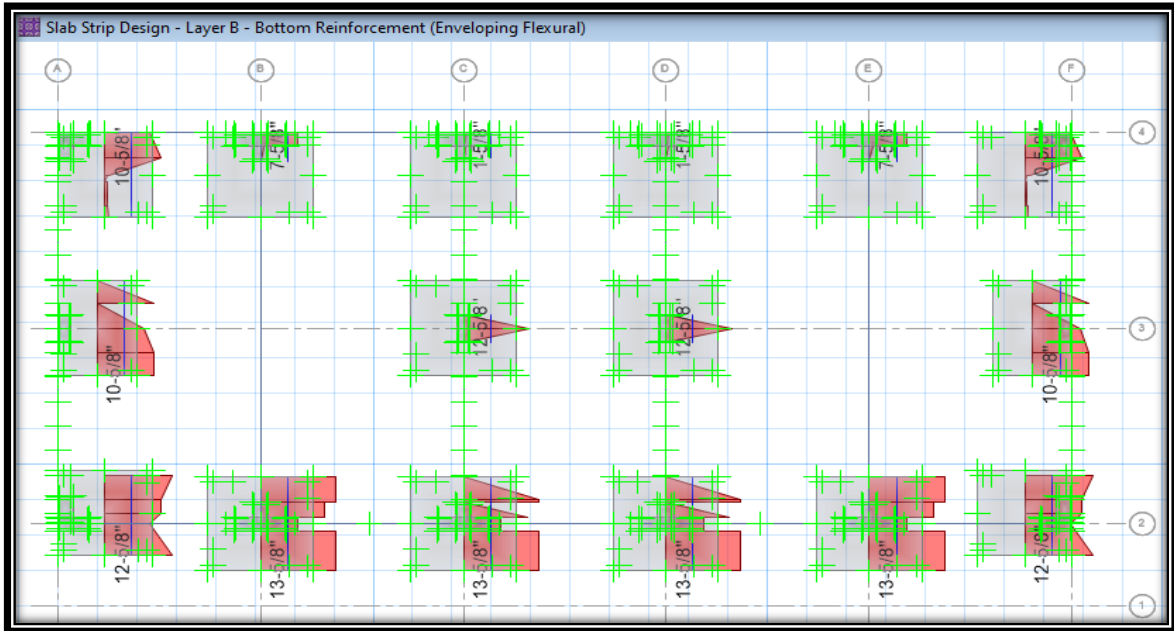 Slab Strip Design - Layer B - Bottom Reinforcement (Enveloping Flexural)
A B C D E F
10-5/8" 7-5/8" 1-5/8" 1-5/8" 7-5/8" 10-5/8" 4
10-5/8" 12-5/8" 12-5/8" 10-5/8" 3
12-5/8" 13-5/8" 13-5/8" 13-5/8" 13-5/8" 12-5/8" 2
1